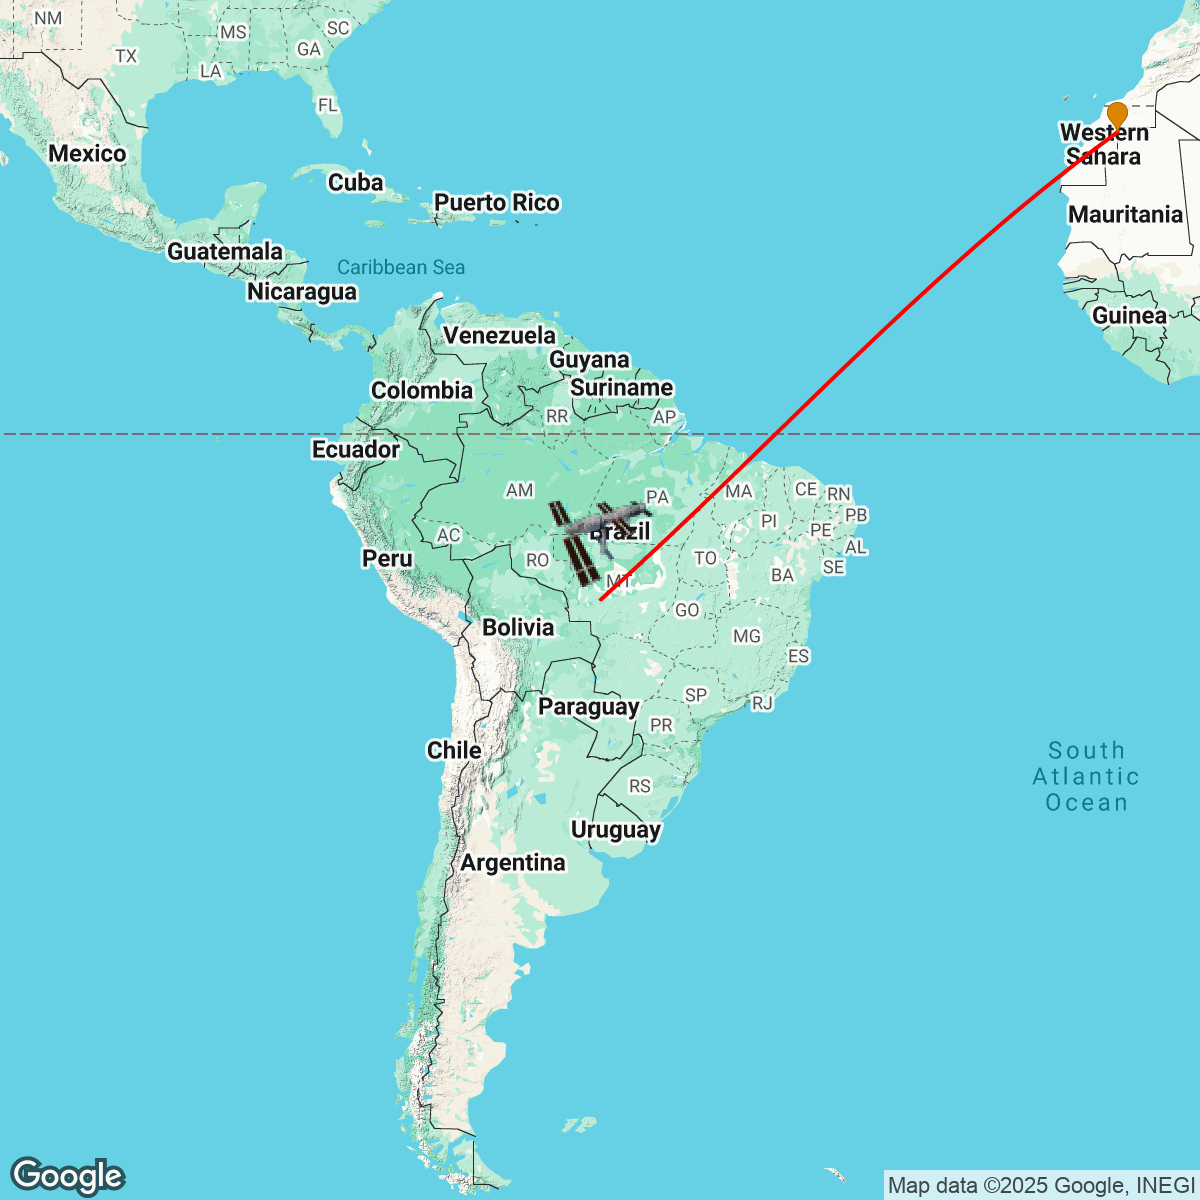 NM
MS
SC
GA
TX
LA
FL
Mexico
Cuba
Puerto Rico
Western
Sahara
Mauritania
Guatemala
Caribbean Sea
Nicaragua
Guinea
Venezuela
Guyana
Colombia
Suriname
RR
AP
Ecuador
AM
PA
MA
CE
RN
PI
PE
PB
AC
Brazil
AL
Peru
RO
TO
SE
MT
BA
Bolivia
GO
MG
ES
Paraguay
SP
RJ
PR
Chile
South
Atlantic
Ocean
RS
Uruguay
Argentina
Google
Map data ©2025 Google, INEGI